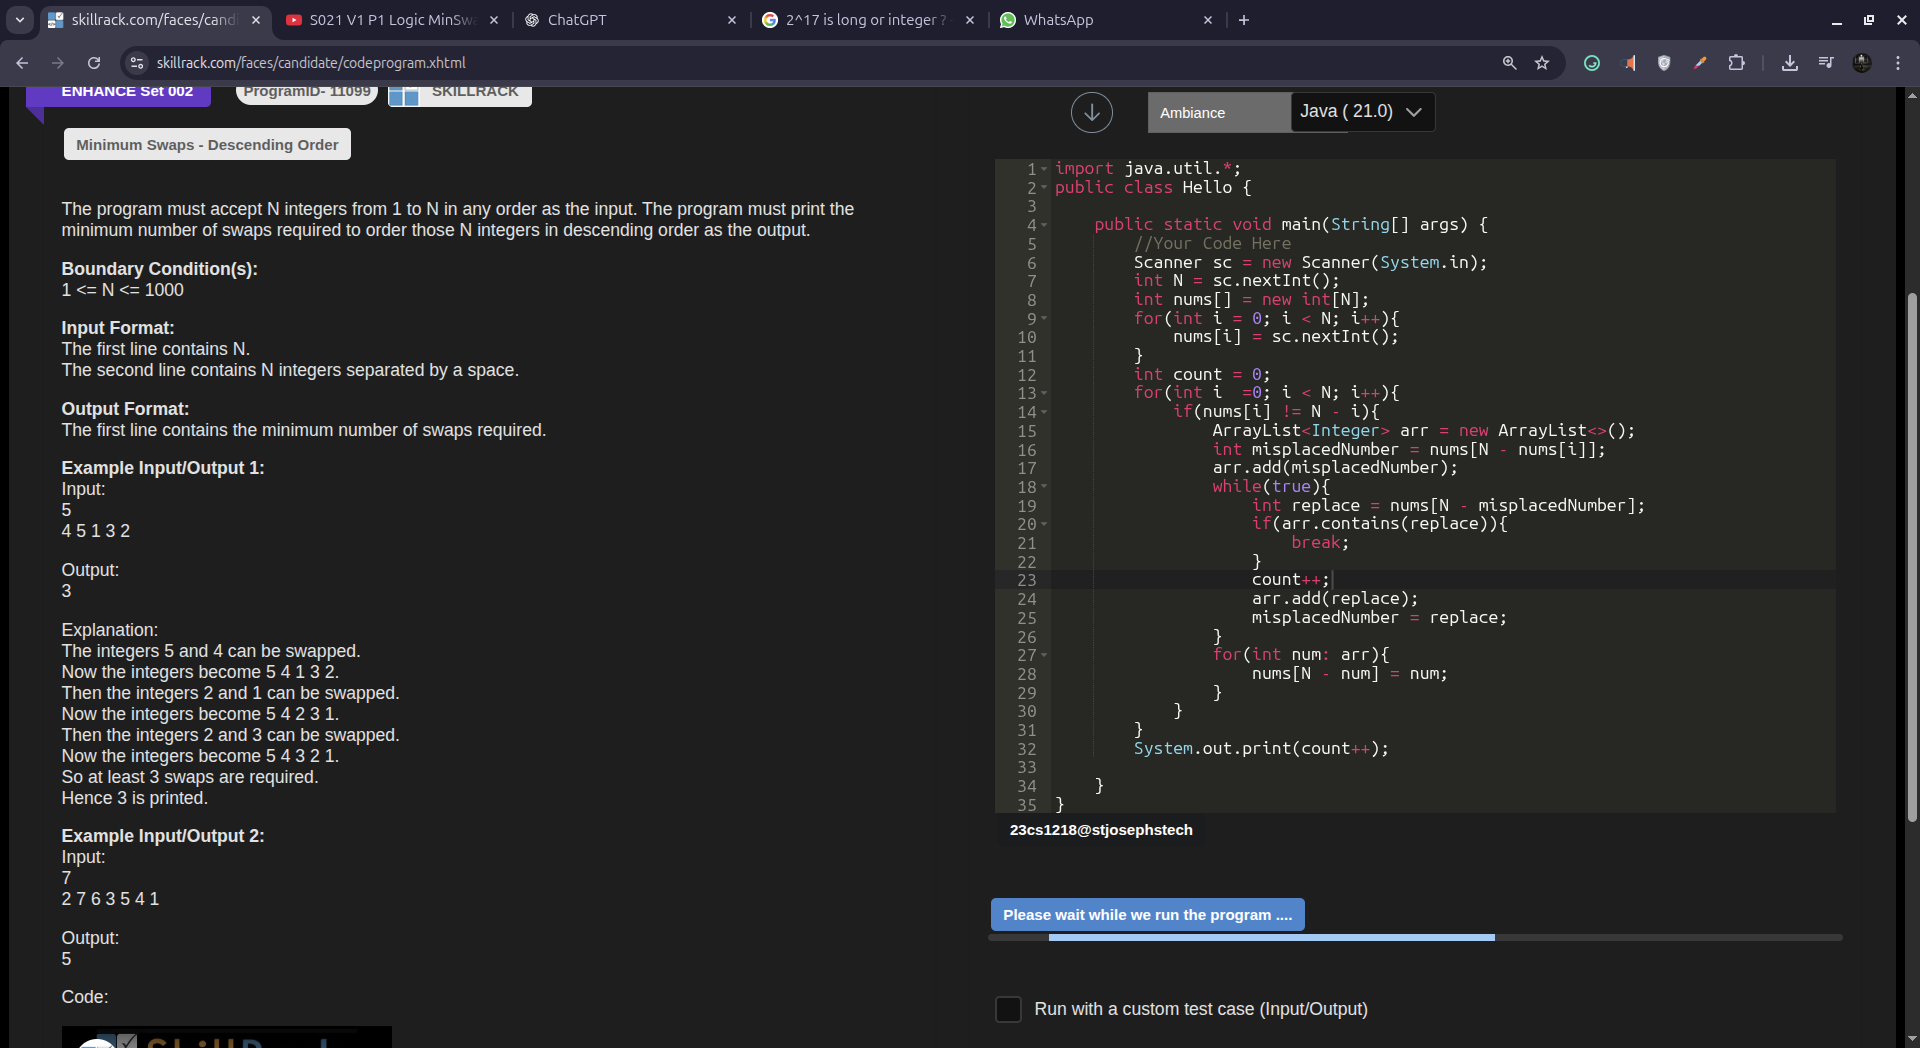 skillrack.com/faces/candi
S021 V1 P1 Logic MinSwa
ChatGPT
2^17 is long or integer ?
WhatsApp
skillrack.com/faces/candidate/codeprogram.xhtml
ENHANCE Set 002
ProgramID- 11099
SKILLRACK
Minimum Swaps - Descending Order
The program must accept N integers from 1 to N in any order as the input. The program must print the
minimum number of swaps required to order those N integers in descending order as the output.
Boundary Condition(s):
1 <= N <= 1000
Input Format:
The first line contains N.
The second line contains N integers separated by a space.
Output Format:
The first line contains the minimum number of swaps required.
Example Input/Output 1:
Input:
5
4 5 1 3 2
Output:
3
Explanation:
The integers 5 and 4 can be swapped.
Now the integers become 5 4 1 3 2.
Then the integers 2 and 1 can be swapped.
Now the integers become 5 4 2 3 1.
Then the integers 2 and 3 can be swapped.
Now the integers become 5 4 3 2 1.
So at least 3 swaps are required.
Hence 3 is printed.
Example Input/Output 2:
Input:
7
2 7 6 3 5 4 1
Output:
5
Code:
SkillRack
Ambiance
Java ( 21.0)
1 import java.util.*;
2 public class Hello {
3
4     public static void main(String[] args) {
5         //Your Code Here
6         Scanner sc = new Scanner(System.in);
7         int N = sc.nextInt();
8         int nums[] = new int[N];
9         for(int i = 0; i < N; i++){
10             nums[i] = sc.nextInt();
11         }
12         int count = 0;
13         for(int i  =0; i < N; i++){
14             if(nums[i] != N - i){
15                 ArrayList<Integer> arr = new ArrayList<>();
16                 int misplacedNumber = nums[N - nums[i]];
17                 arr.add(misplacedNumber);
18                 while(true){
19                     int replace = nums[N - misplacedNumber];
20                     if(arr.contains(replace)){
21                         break;
22                     }
23                     count++;
24                     arr.add(replace);
25                     misplacedNumber = replace;
26                 }
27                 for(int num: arr){
28                     nums[N - num] = num;
29                 }
30             }
31         }
32         System.out.print(count++);
33
34     }
35 }
23cs1218@stjosephstech
Please wait while we run the program ....
Run with a custom test case (Input/Output)